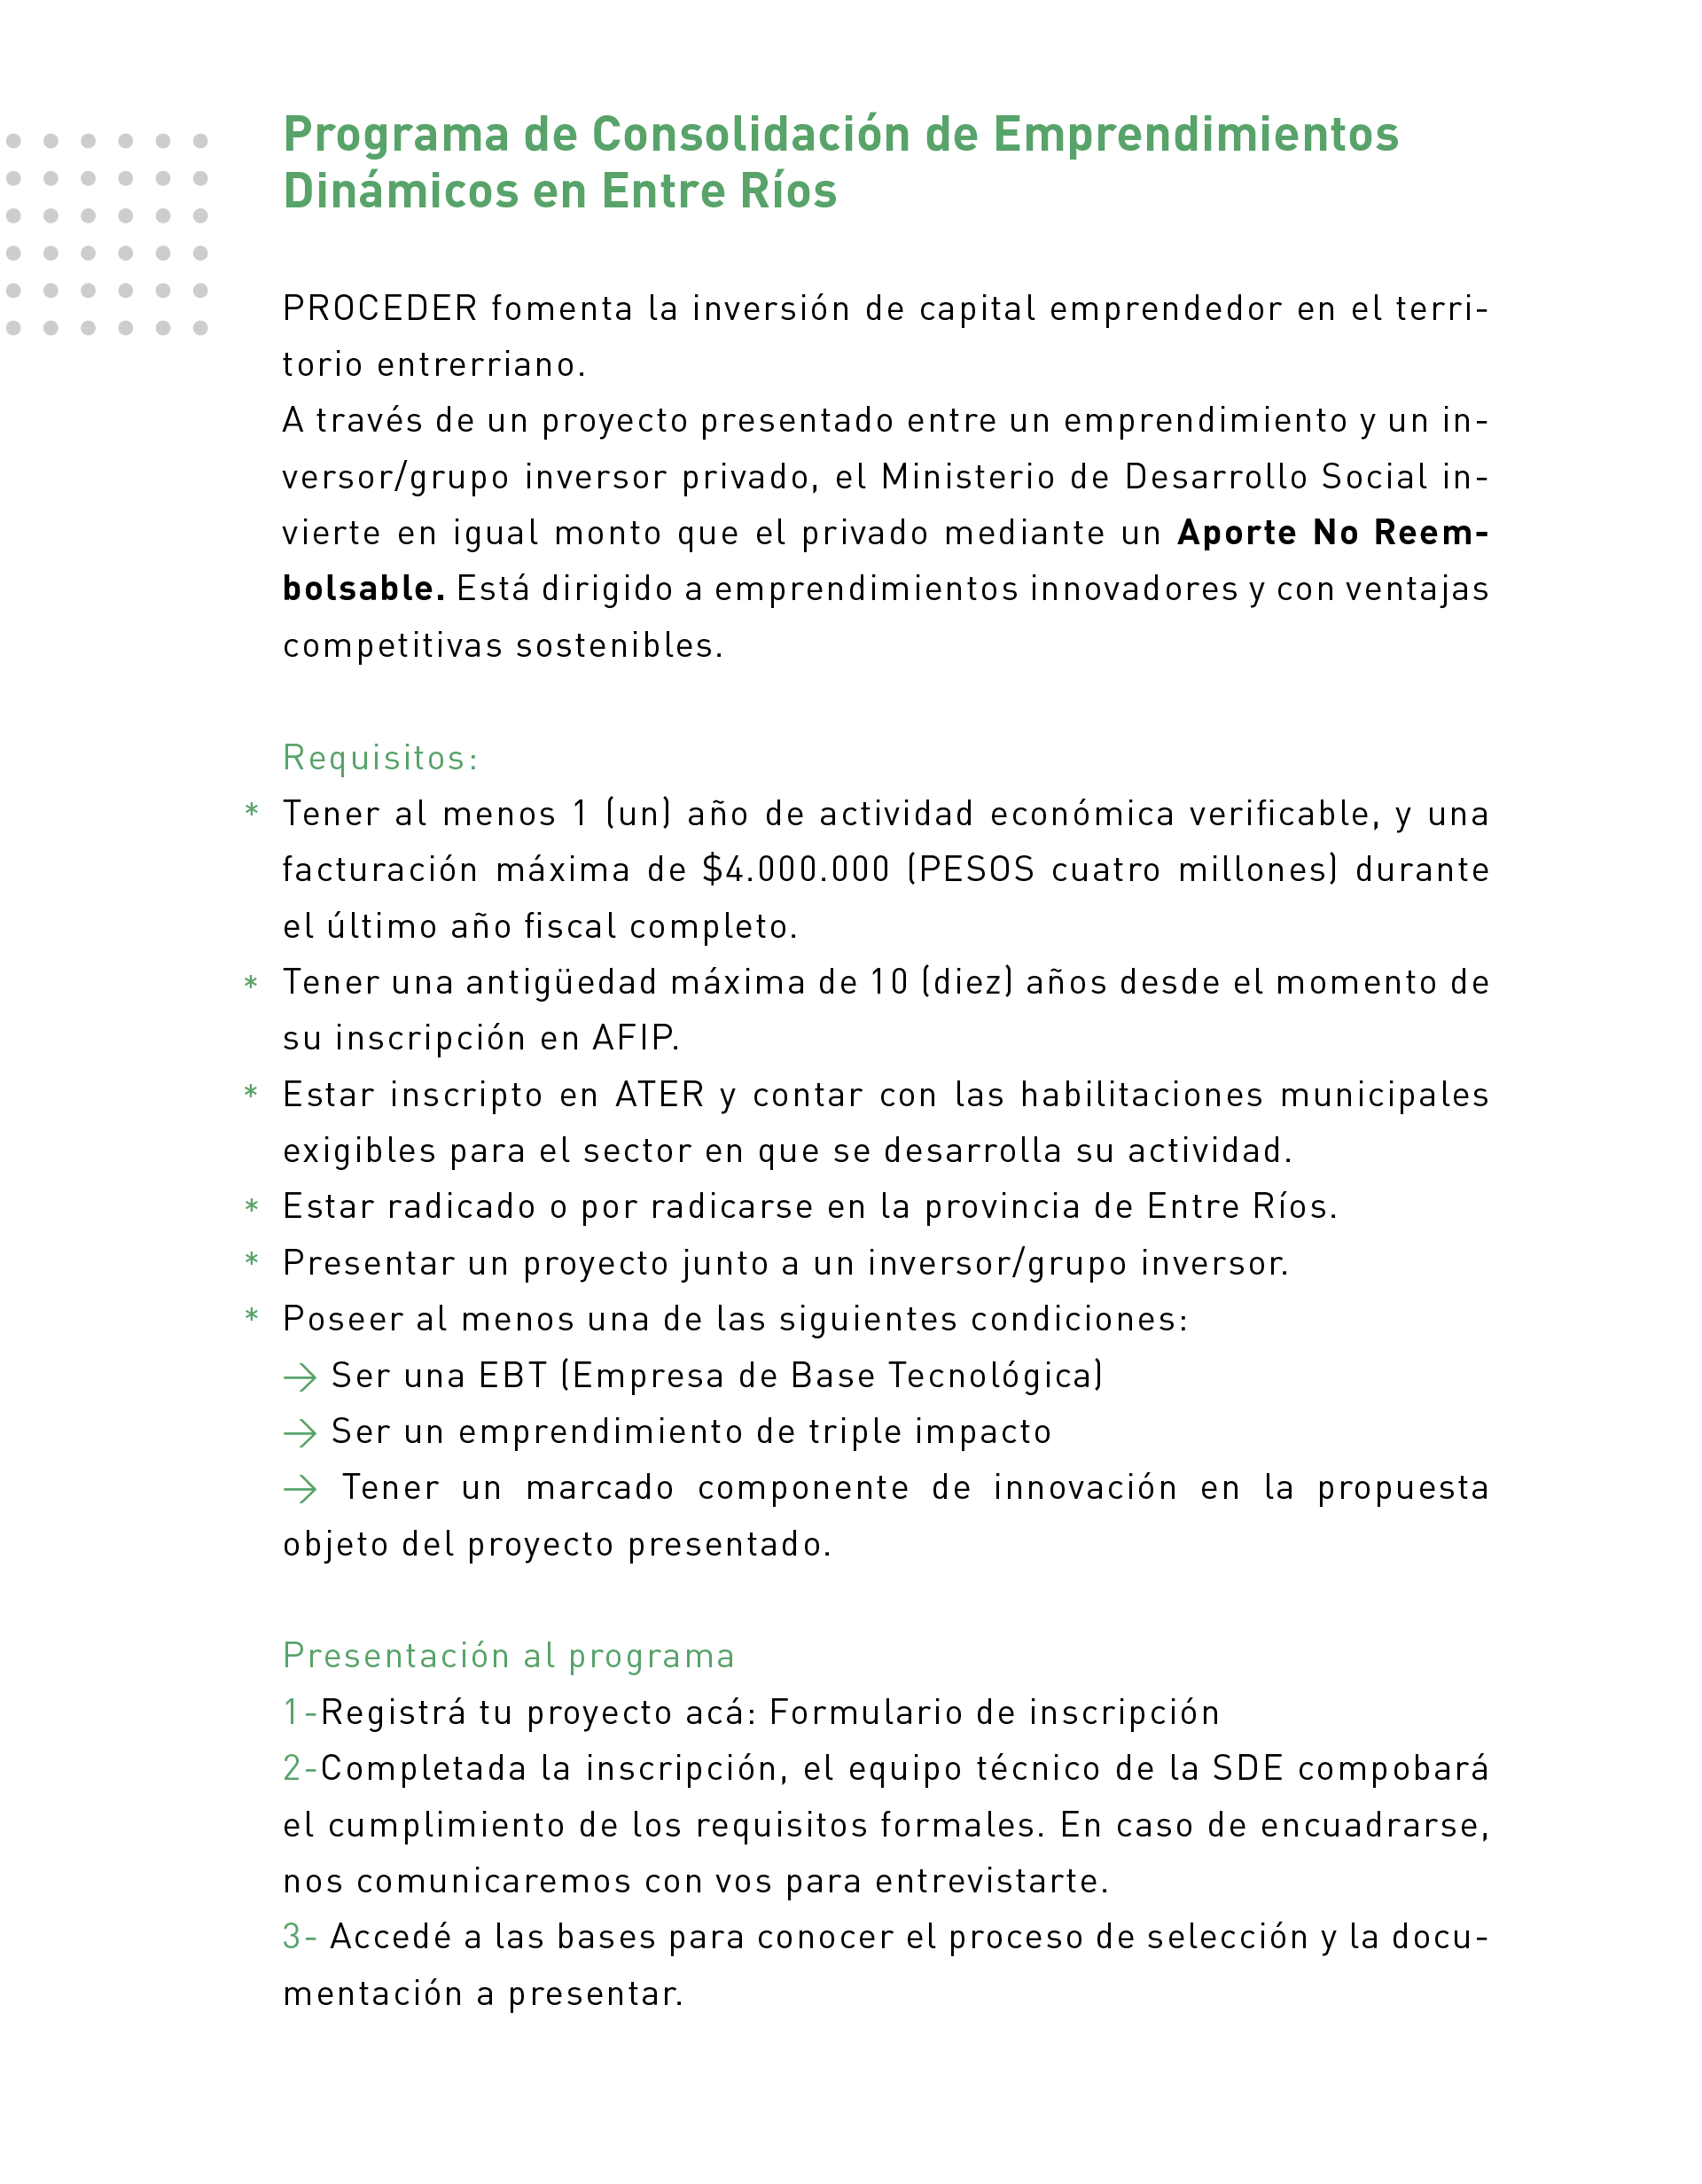 Programa de Consolidación de Emprendimientos
Dinámicos en Entre Ríos
PROCEDER fomenta la inversión de capital emprendedor en el terri-
torio entrerriano.
A través de un proyecto presentado entre un emprendimiento y un in-
versor/grupo inversor privado, el Ministerio de Desarrollo Social in-
vierte en igual monto que el privado mediante un Aporte No Reem-
bolsable. Está dirigido a emprendimientos innovadores y con ventajas
competitivas sostenibles.
Requisitos:
* Tener al menos 1 (un) año de actividad económica verificable, y una
facturación máxima de $4.000.000 (PESOS cuatro millones) durante
el último año fiscal completo.
* Tener una antigüedad máxima de 10 (diez) años desde el momento de
su inscripción en AFIP.
* Estar inscripto en ATER y contar con las habilitaciones municipales
exigibles para el sector en que se desarrolla su actividad.
* Estar radicado o por radicarse en la provincia de Entre Ríos.
* Presentar un proyecto junto a un inversor/grupo inversor.
* Poseer al menos una de las siguientes condiciones:
→ Ser una EBT (Empresa de Base Tecnológica)
→ Ser un emprendimiento de triple impacto
→ Tener un marcado componente de innovación en la propuesta
objeto del proyecto presentado.
Presentación al programa
1-Registrá tu proyecto acá: Formulario de inscripción
2-Completada la inscripción, el equipo técnico de la SDE compobará
el cumplimiento de los requisitos formales. En caso de encuadrarse,
nos comunicaremos con vos para entrevistarte.
3- Accedé a las bases para conocer el proceso de selección y la docu-
mentación a presentar.